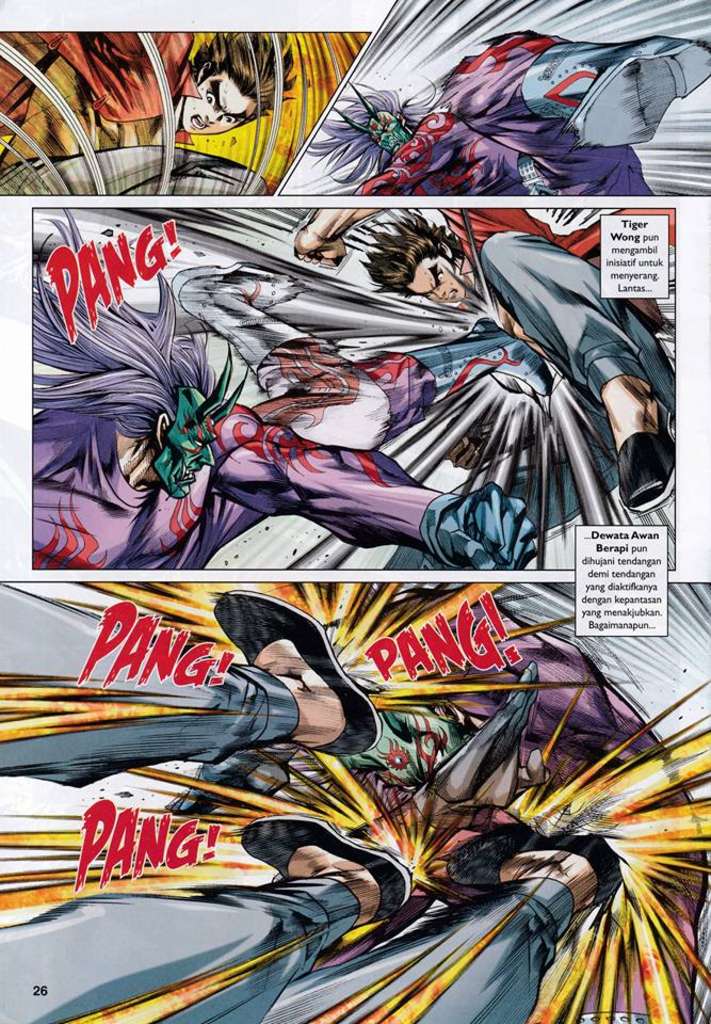 PANG!
Tiger
Wong pun
mengambil
inisiatif untuk
menyerang.
Lantas...
...Dewata Awan
Berapi pun
dihujani tendangan
demi tendangan
yang diaktifkanya
dengan kepantasan
yang menakjubkan.
Bagaimanapun...
PANG!
PANG!
PANG!
26